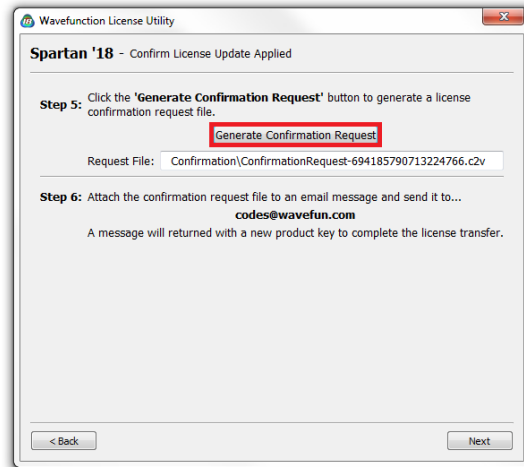 Wavefunction License Utility
Spartan '18 - Confirm License Update Applied
Step 5: Click the 'Generate Confirmation Request' button to generate a license
confirmation request file.
Generate Confirmation Request
Request File: Confirmation\ConfirmationRequest-694185790713224766.c2v
Step 6: Attach the confirmation request file to an email message and send it to...
codes@wavefun.com
A message will returned with a new product key to complete the license transfer.
< Back
Next